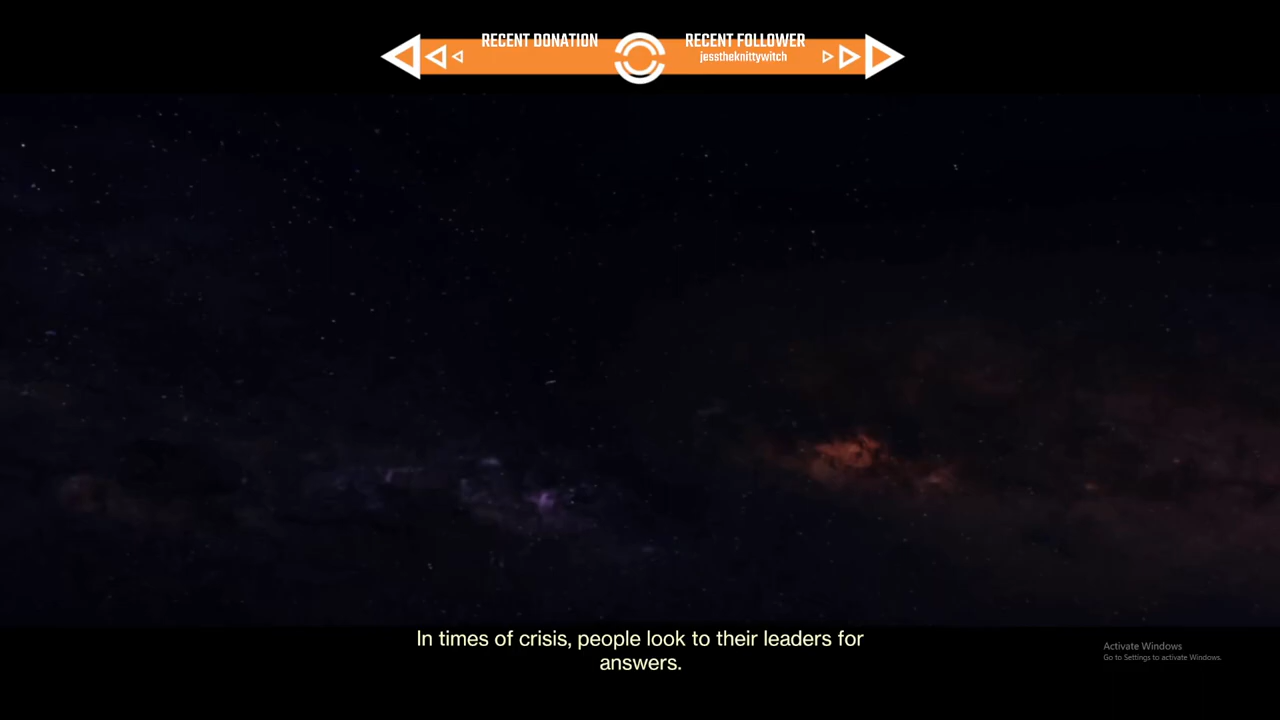 RECENT DONATION
RECENT FOLLOWER
jesstheknittywitch
In times of crisis, people look to their leaders for
answers.
Activate Windows
Go to Settings to activate Windows.